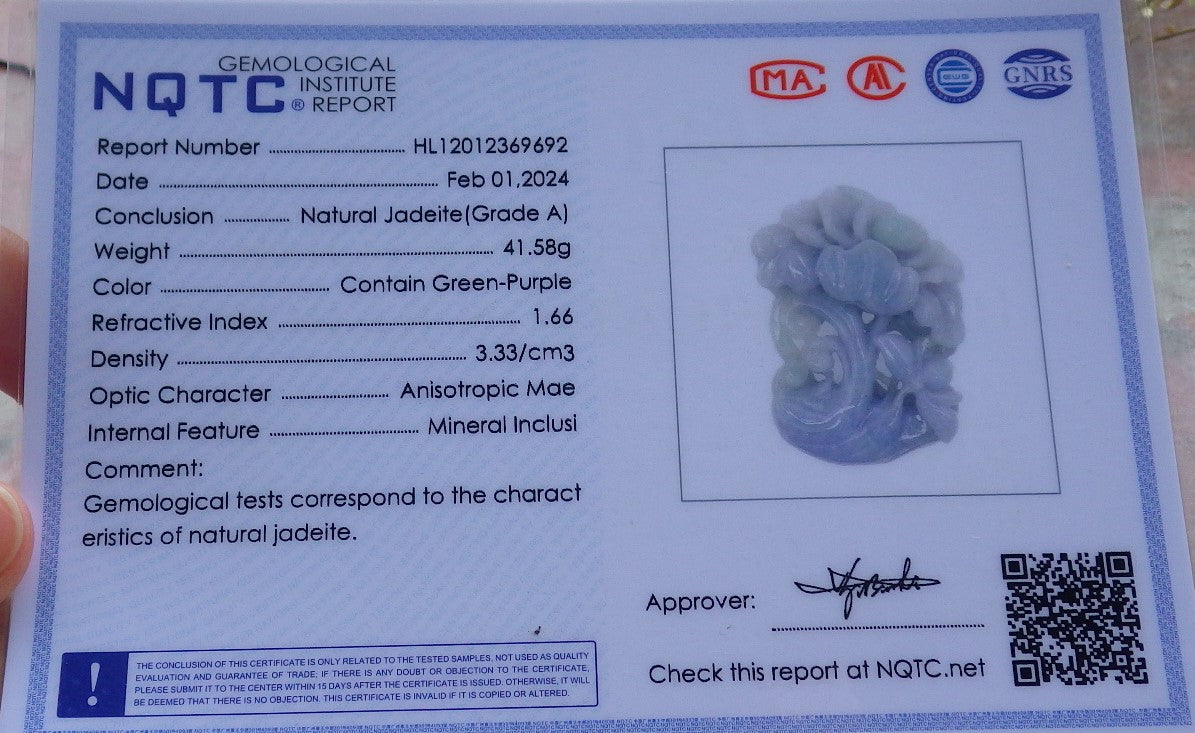 GEMOLOGICAL
NQTC® INSTITUTE
REPORT
MA
GNRS
Report Number HL12012369692
Date Feb 01,2024
Conclusion Natural Jadeite(Grade A)
Weight 41.58g
Color Contain Green-Purple
Refractive Index 1.66
Density 3.33/cm3
Optic Character Anisotropic Mae
Internal Feature Mineral Inclusi
Comment:
Gemological tests correspond to the charact
eristics of natural jadeite.
Approver:
Check this report at NQTC.net
THE CONCLUSION OF THIS CERTIFICATE IS ONLY RELATED TO THE TESTED SAMPLES, NOT USED AS QUALITY
EVALUATION AND GUARANTEE OF TRADE; IF THERE IS ANY DOUBT OR OBJECTION TO THE CERTIFICATE,
PLEASE SUBMIT IT TO THE CENTER WITHIN 15 DAYS AFTER THE CERTIFICATE IS ISSUED. OTHERWISE, IT WILL
BE DEEMED THAT THERE IS NO OBJECTION. THIS CERTIFICATE IS INVALID IF IT IS COPIED OR ALTERED.